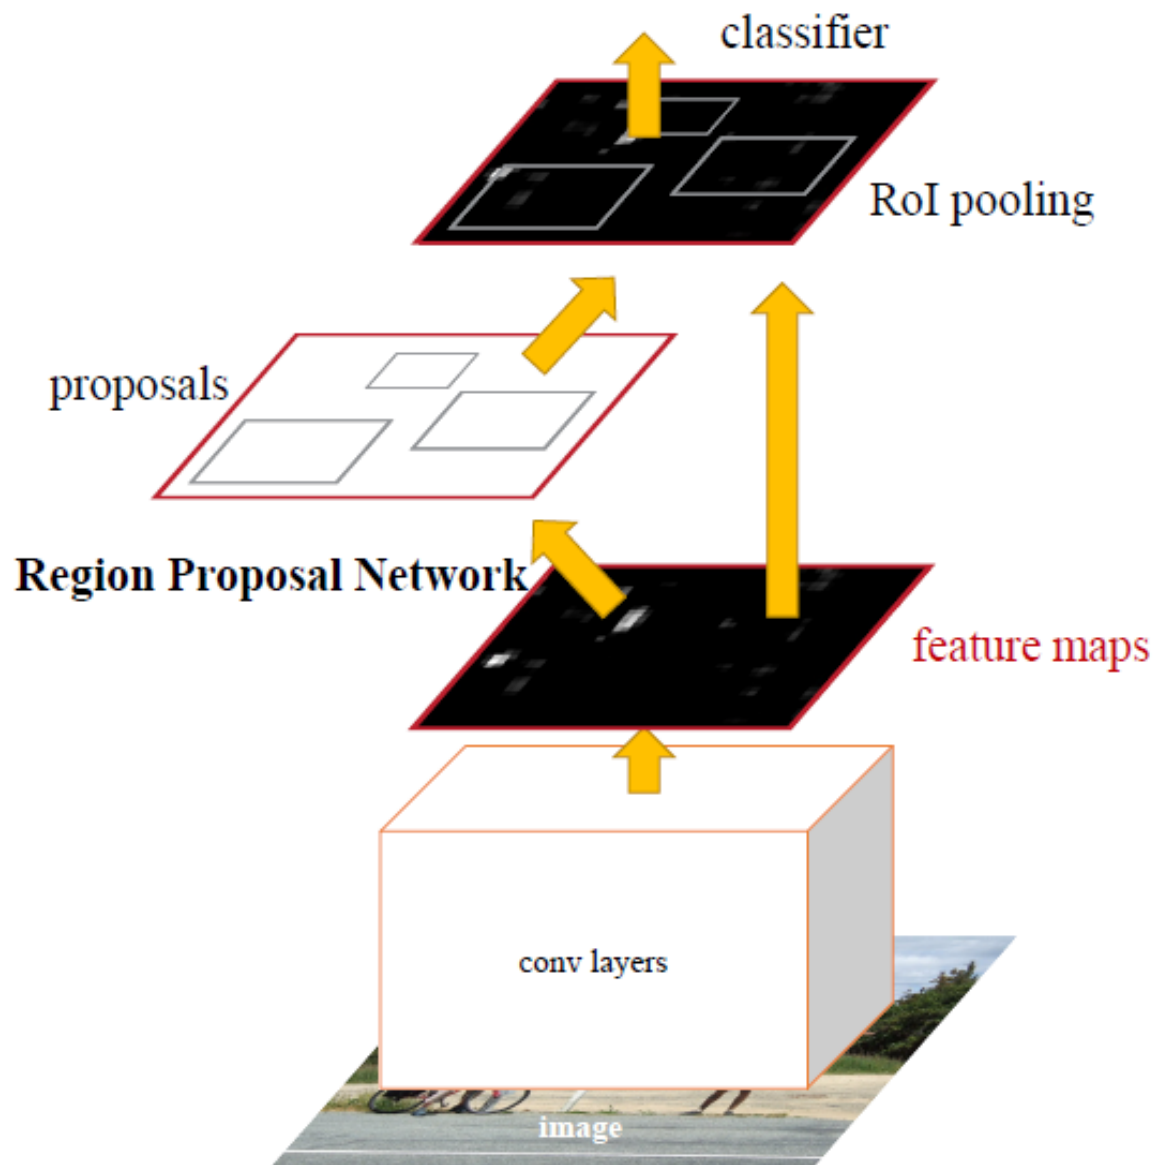 classifier
RoI pooling
proposals
Region Proposal Network
feature maps
conv layers
image